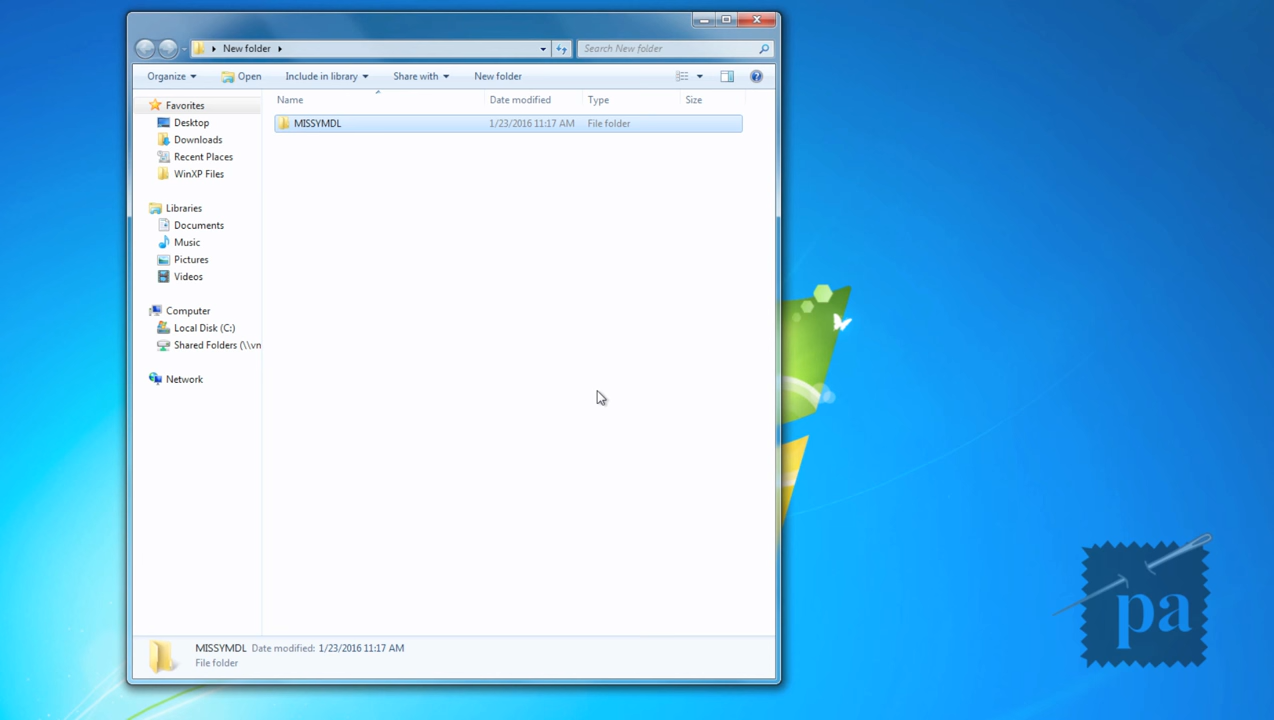 New folder
Search New folder
Organize Open Include in library Share with New folder
Name Date modified Type Size
MISSYMDL 1/23/2016 11:17 AM File folder
Favorites
Desktop
Downloads
Recent Places
WinXP Files
Libraries
Documents
Music
Pictures
Videos
Computer
Local Disk (C:)
Shared Folders (\\vn
Network
MISSYMDL Date modified: 1/23/2016 11:17 AM
File folder
pa